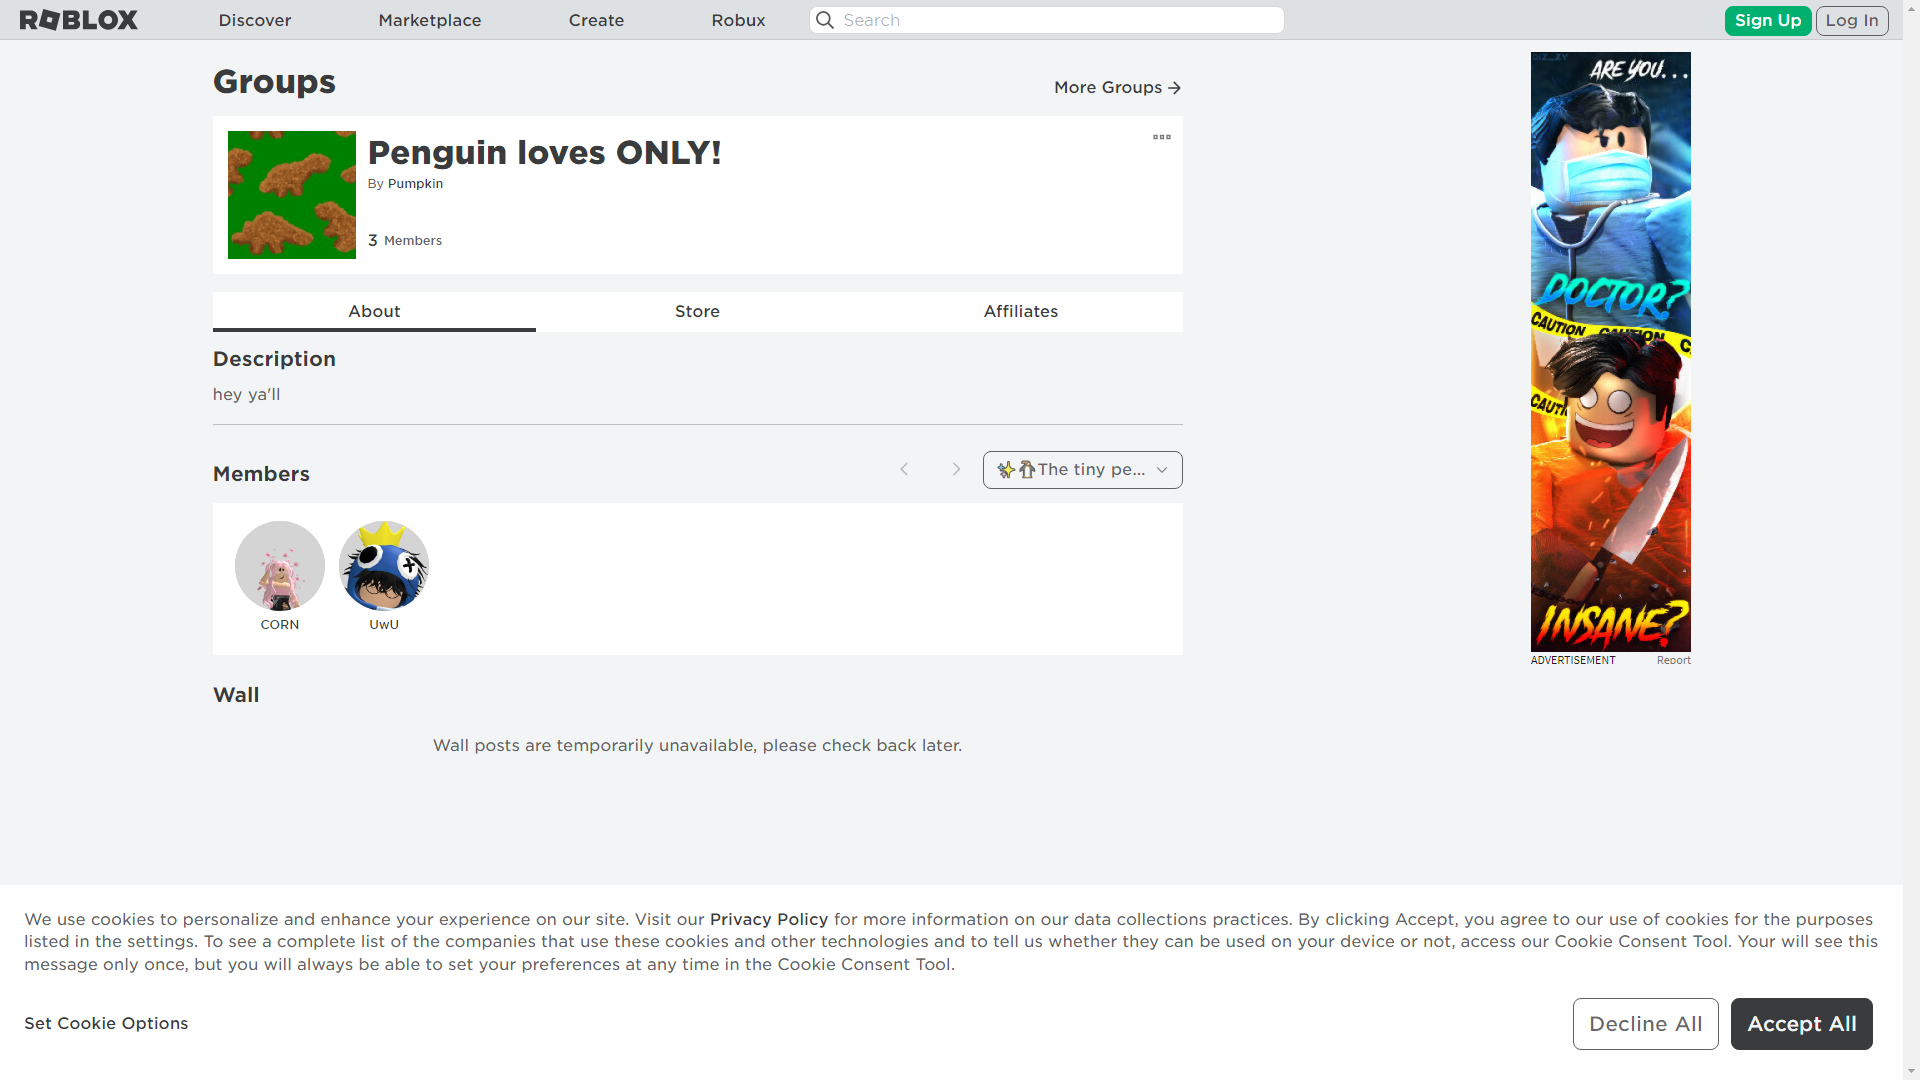 ROBLOX
Discover
Marketplace
Create
Robux
Search
Sign Up
Log In
Groups
More Groups
Penguin loves ONLY!
By Pumpkin
3 Members
About
Store
Affiliates
Description
hey ya'll
Members
✨🐧The tiny pe...
CORN
UwU
Wall
Wall posts are temporarily unavailable, please check back later.
ARE YOU...
DOCTOR?
CAUTION CAUTION C
CAUTI
INSANE?
ADVERTISEMENT
Report
We use cookies to personalize and enhance your experience on our site. Visit our Privacy Policy for more information on our data collections practices. By clicking Accept, you agree to our use of cookies for the purposes
listed in the settings. To see a complete list of the companies that use these cookies and other technologies and to tell us whether they can be used on your device or not, access our Cookie Consent Tool. Your will see this
message only once, but you will always be able to set your preferences at any time in the Cookie Consent Tool.
Set Cookie Options
Decline All
Accept All